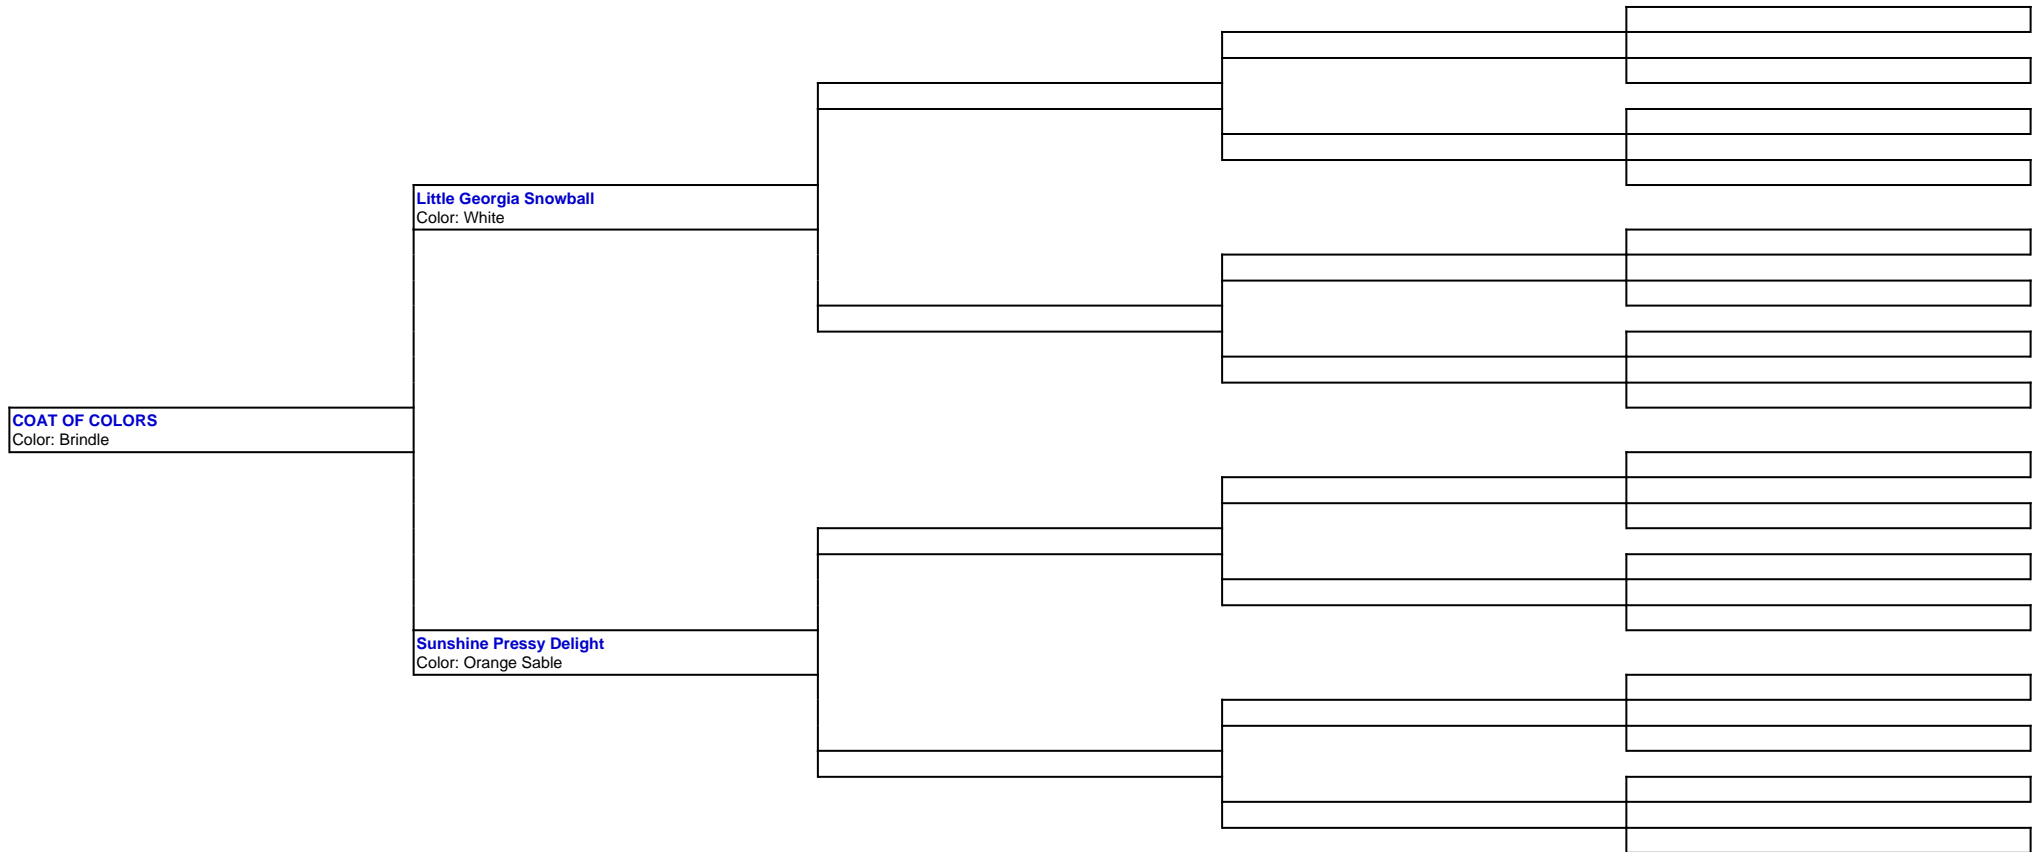 Little Georgia Snowball
Color: White
COAT OF COLORS
Color: Brindle
Sunshine Pressy Delight
Color: Orange Sable